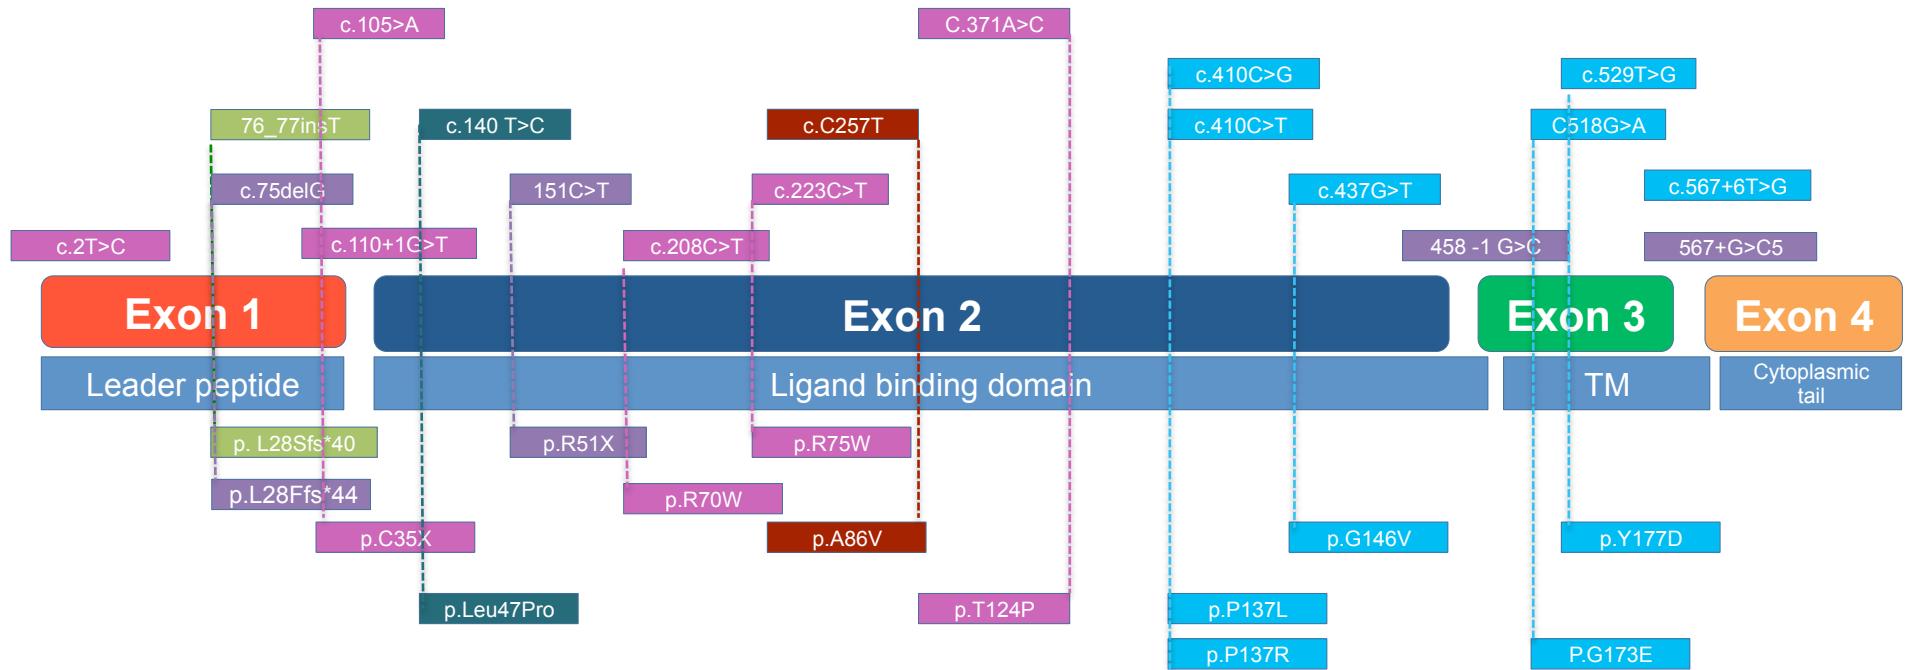 c.105>A
C.371A>C
c.410C>G
c.529T>G
76_77insT
c.140 T>C
c.C257T
c.410C>T
C518G>A
c.75delG
151C>T
c.223C>T
c.437G>T
c.567+6T>G
c.2T>C
c.110+1G>T
c.208C>T
458 -1 G>C
567+G>C5
Exon 1
Exon 2
Exon 3
Exon 4
Leader peptide
Ligand binding domain
TM
Cytoplasmic
tail
p. L28Sfs*40
p.R51X
p.R75W
p.L28Ffs*44
p.R70W
p.C35X
p.A86V
p.G146V
p.Y177D
p.Leu47Pro
p.T124P
p.P137L
p.P137R
P.G173E